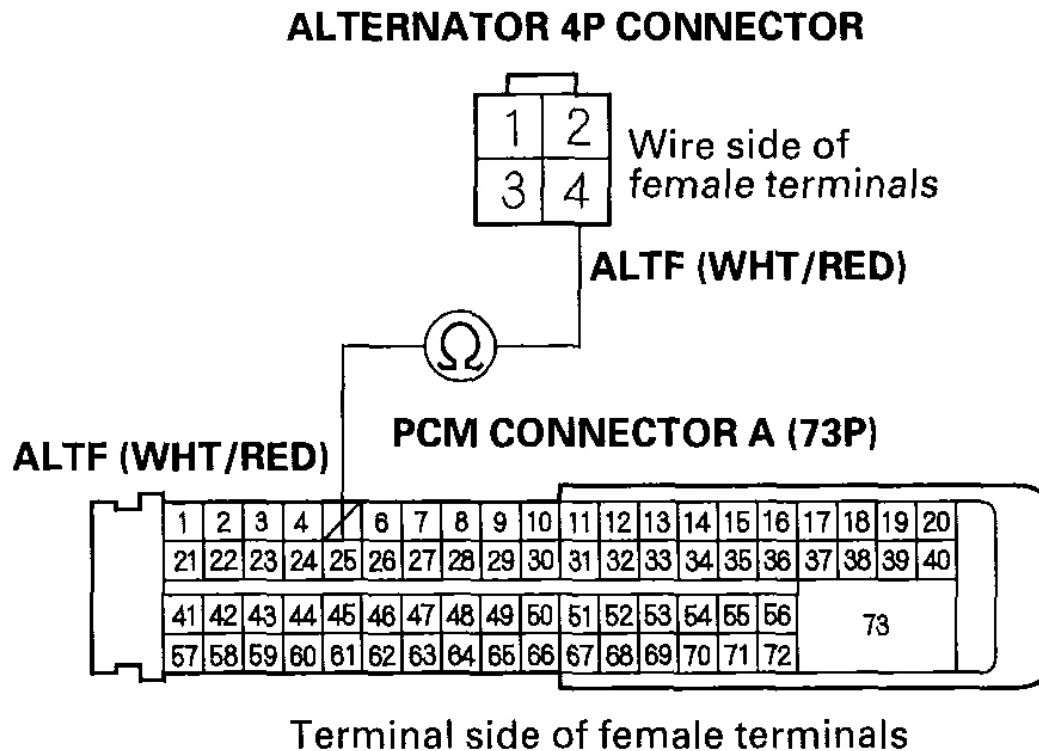 ALTERNATOR 4P CONNECTOR
1 2
3 4
Wire side of
female terminals
ALTF (WHT/RED)
Ω
PCM CONNECTOR A (73P)
ALTF (WHT/RED)
1 2 3 4 6 7 8 9 10 11 12 13 14 15 16 17 18 19 20
21 22 23 24 25 26 27 28 29 30 31 32 33 34 35 36 37 38 39 40
41 42 43 44 45 46 47 48 49 50 51 52 53 54 55 56
73
57 58 59 60 61 62 63 64 65 66 67 68 69 70 71 72
Terminal side of female terminals